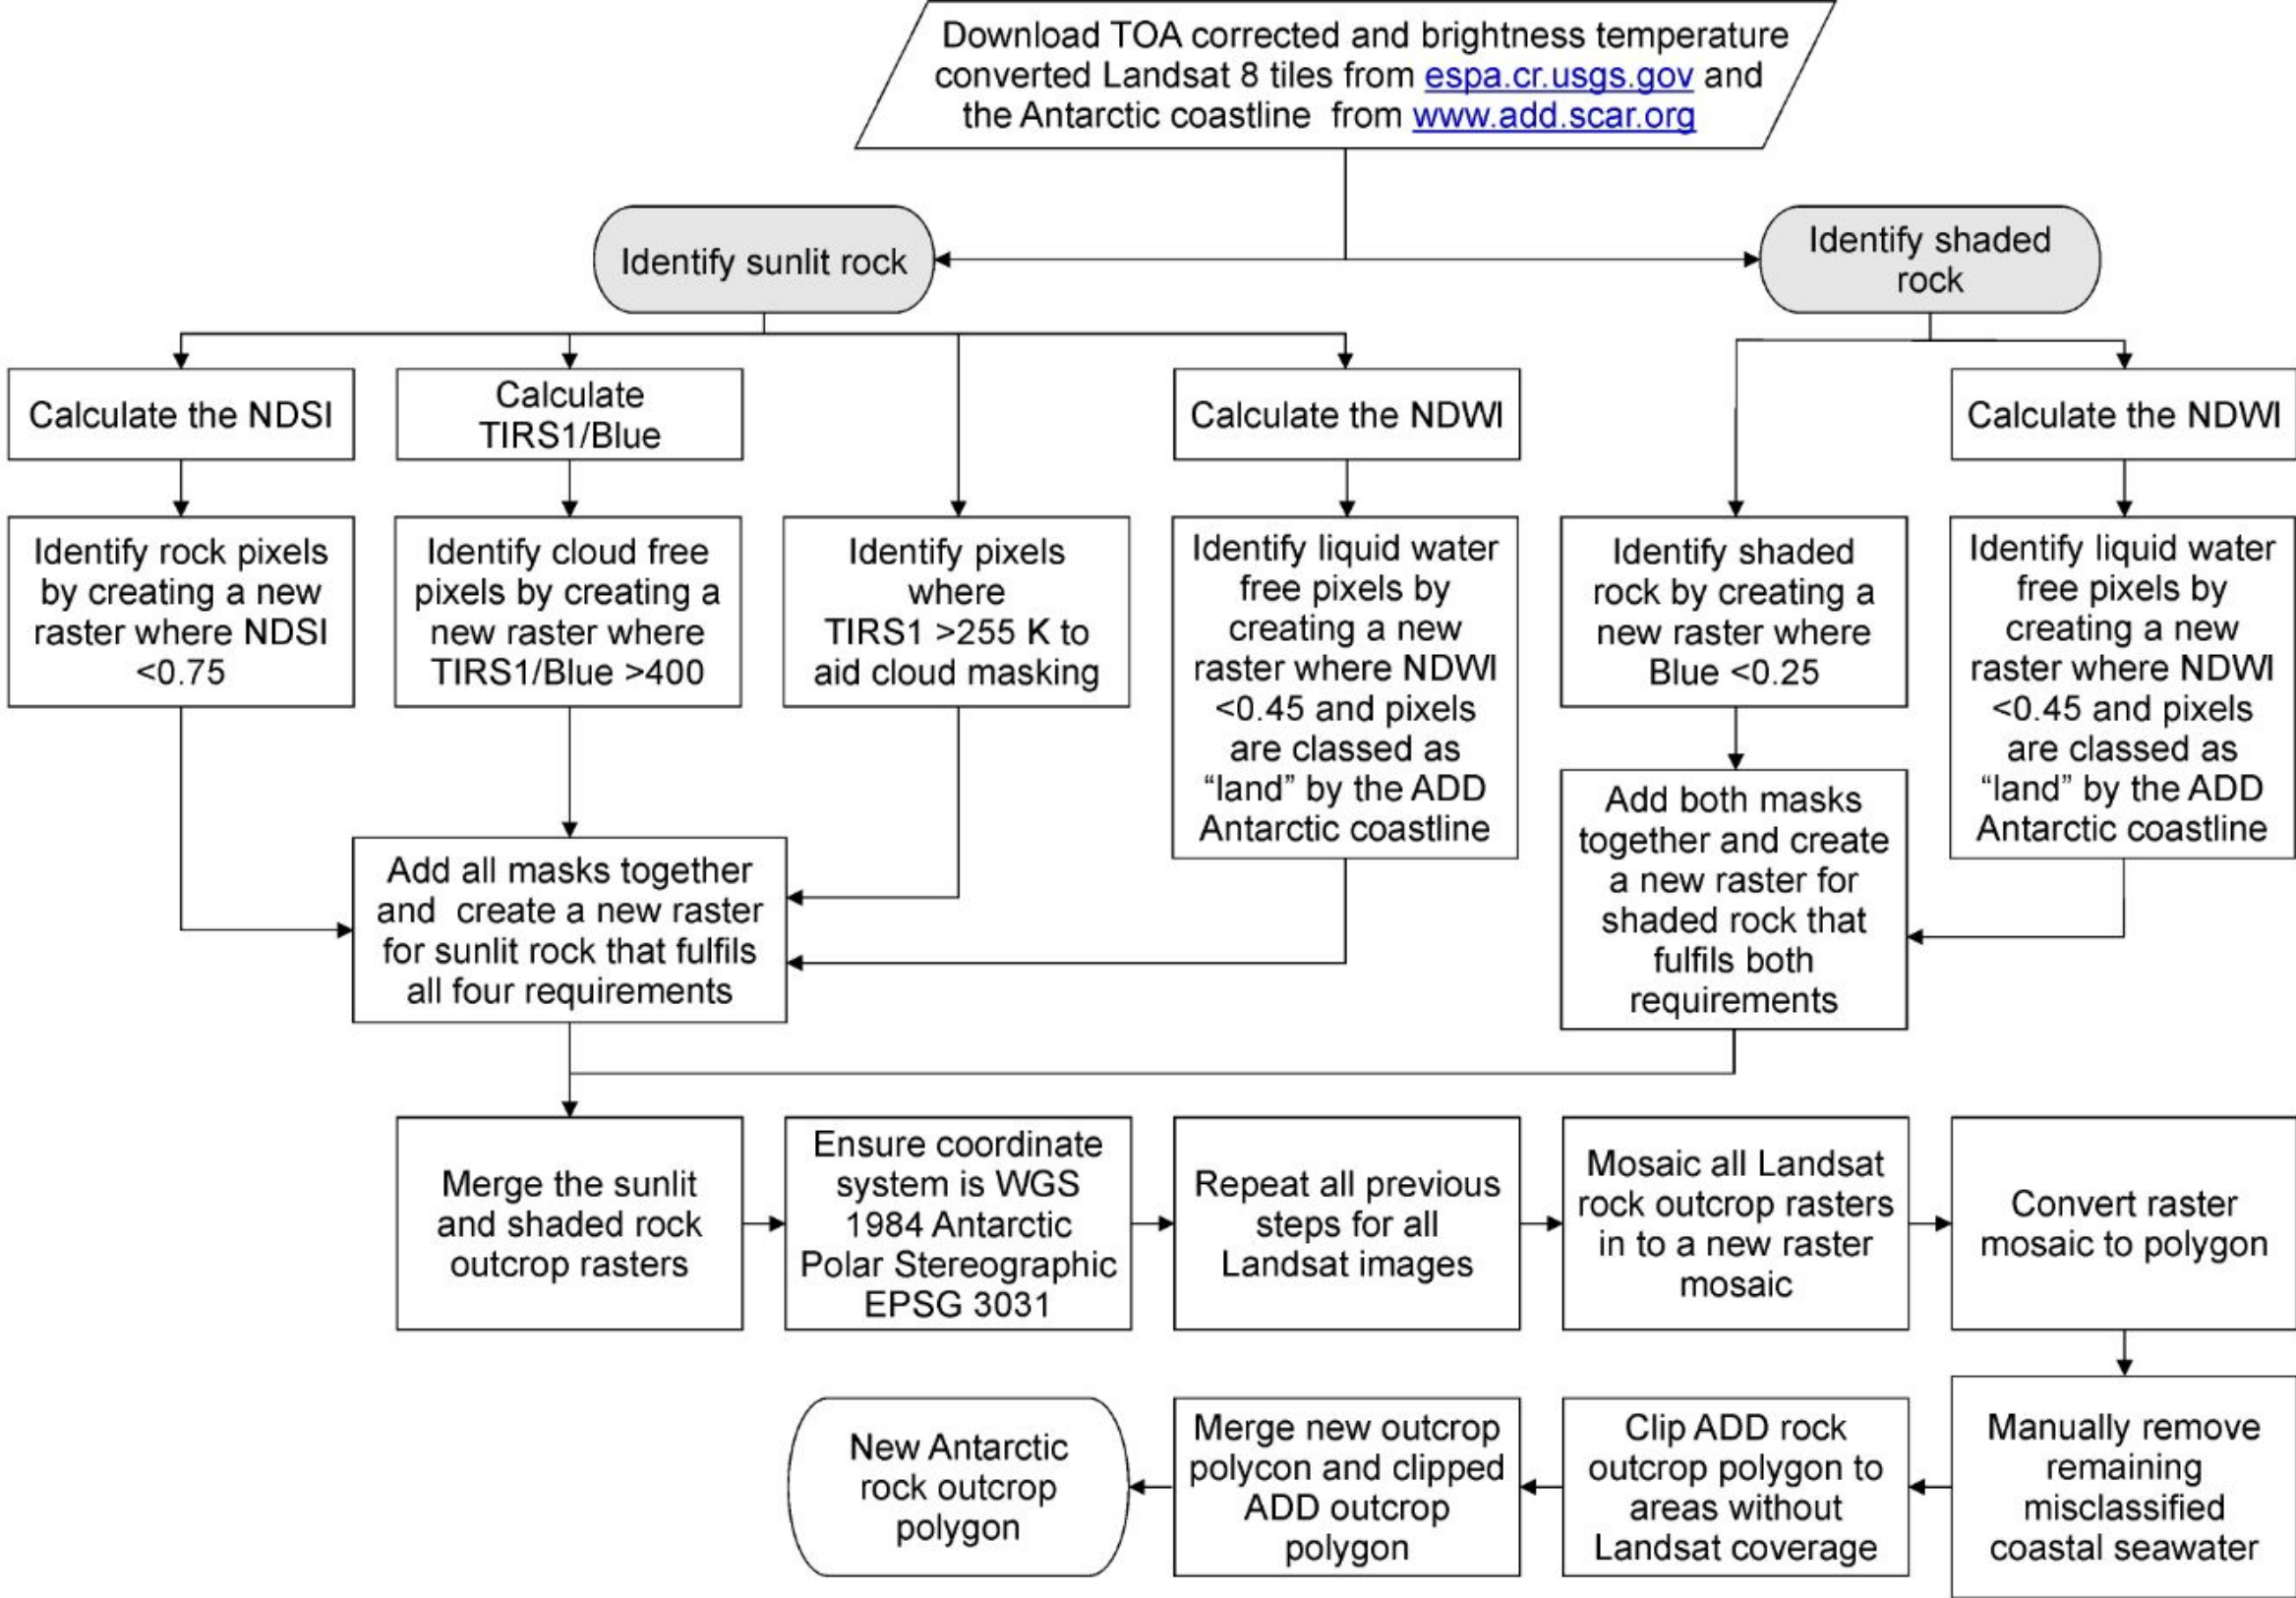 Download TOA corrected and brightness temperature
converted Landsat 8 tiles from espa.cr.usgs.gov and
the Antarctic coastline from www.add.scar.org
Identify sunlit rock
Identify shaded
rock
Calculate the NDSI
Calculate
TIRS1/Blue
Calculate the NDWI
Calculate the NDWI
Identify rock pixels
by creating a new
raster where NDSI
<0.75
Identify cloud free
pixels by creating a
new raster where
TIRS1/Blue >400
Identify pixels
where
TIRS1 >255 K to
aid cloud masking
Identify liquid water
free pixels by
creating a new
raster where NDWI
<0.45 and pixels
are classed as
“land” by the ADD
Antarctic coastline
Identify shaded
rock by creating a
new raster where
Blue <0.25
Identify liquid water
free pixels by
creating a new
raster where NDWI
<0.45 and pixels
are classed as
“land” by the ADD
Antarctic coastline
Add all masks together
and create a new raster
for sunlit rock that fulfils
all four requirements
Add both masks
together and create
a new raster for
shaded rock that
fulfils both
requirements
Merge the sunlit
and shaded rock
outcrop rasters
Ensure coordinate
system is WGS
1984 Antarctic
Polar Stereographic
EPSG 3031
Repeat all previous
steps for all
Landsat images
Mosaic all Landsat
rock outcrop rasters
in to a new raster
mosaic
Convert raster
mosaic to polygon
Manually remove
remaining
misclassified
coastal seawater
Clip ADD rock
outcrop polygon to
areas without
Landsat coverage
Merge new outcrop
polycon and clipped
ADD outcrop
polygon
New Antarctic
rock outcrop
polygon